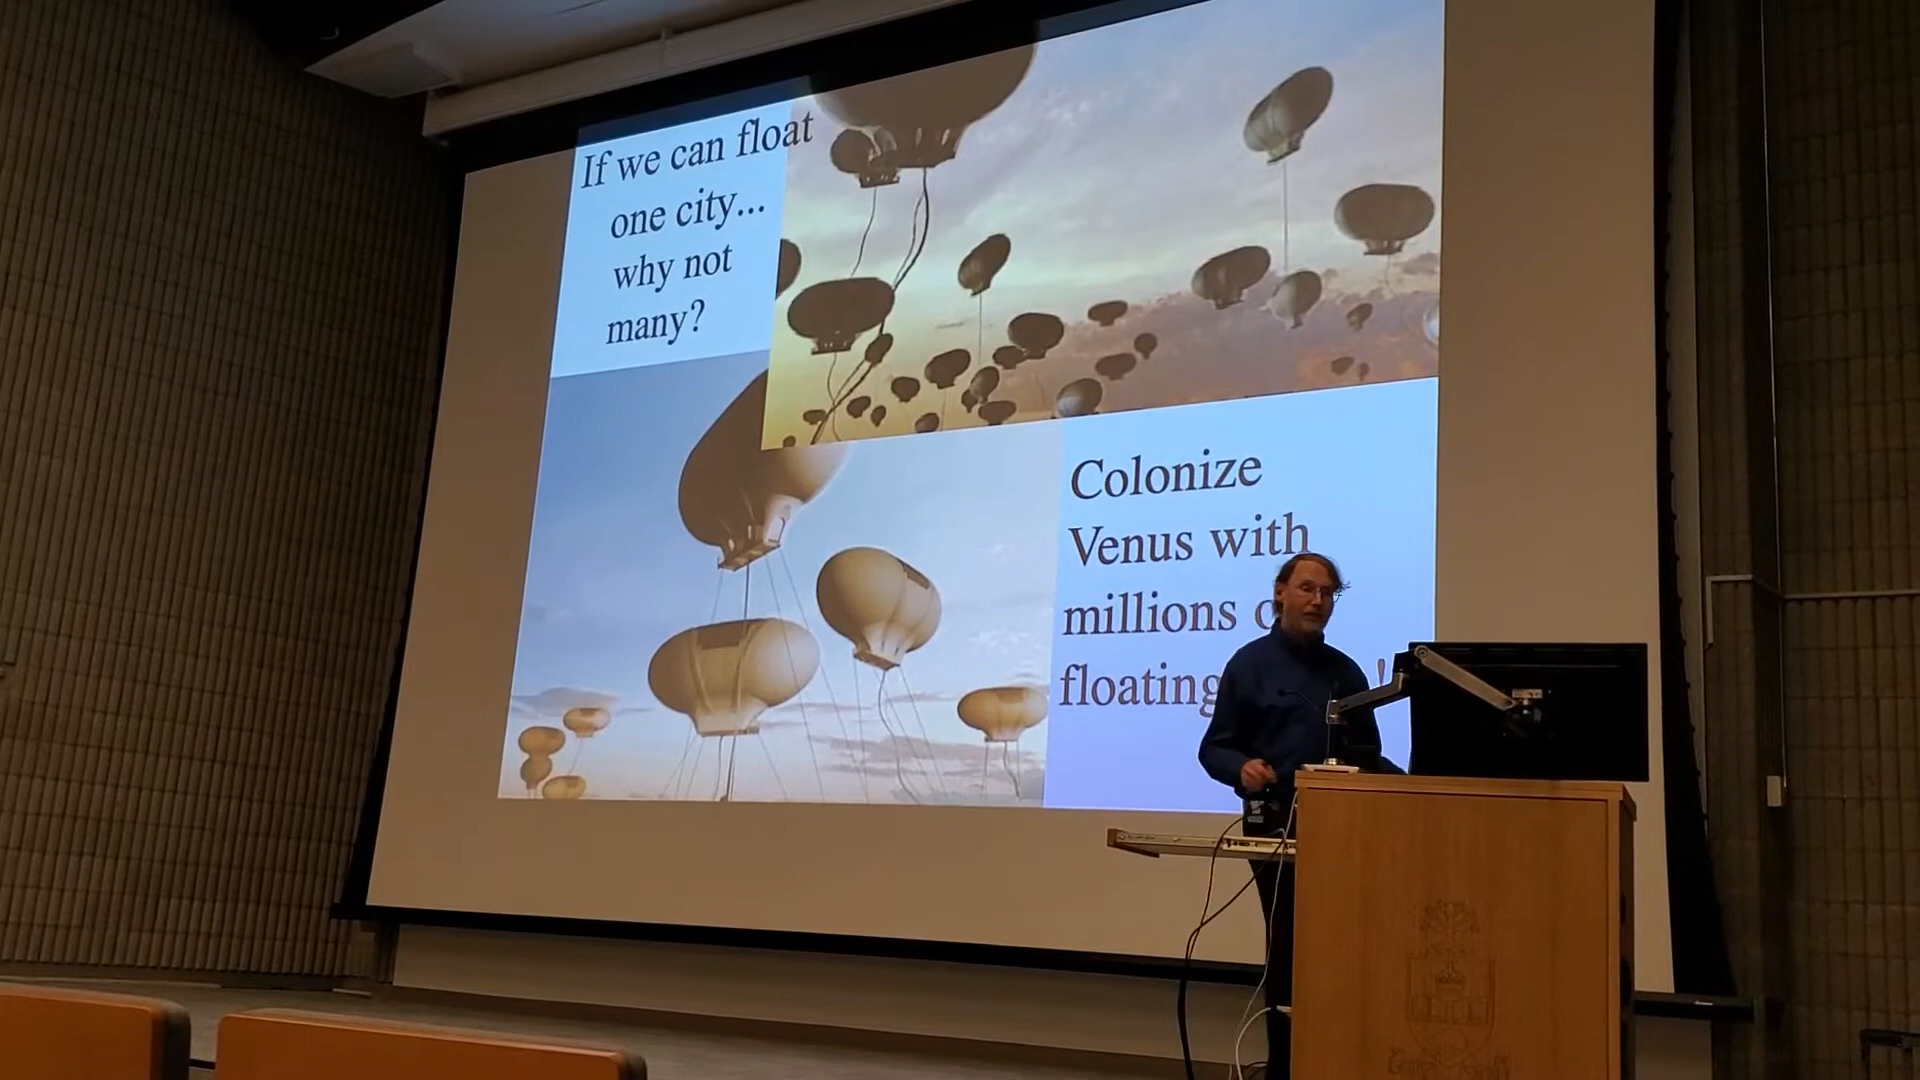 If we can float
one city...
why not
many?
Colonize
Venus with
millions
floating